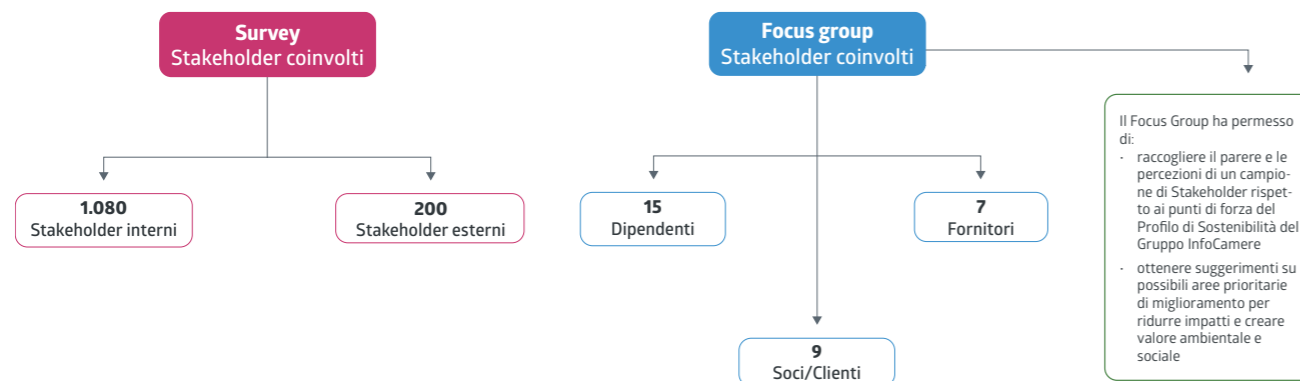 Survey
Stakeholder coinvolti
1.080
Stakeholder interni
200
Stakeholder esterni
Focus group
Stakeholder coinvolti
15
Dipendenti
7
Fornitori
9
Soci/Clienti
Il Focus Group ha permesso
di:
- raccogliere il parere e le
percezioni di un campio-
ne di Stakeholder rispet-
to ai punti di forza del
Profilo di Sostenibilità del
Gruppo InfoCamere
- ottenere suggerimenti su
possibili aree prioritarie
di miglioramento per
ridurre impatti e creare
valore ambientale e
sociale